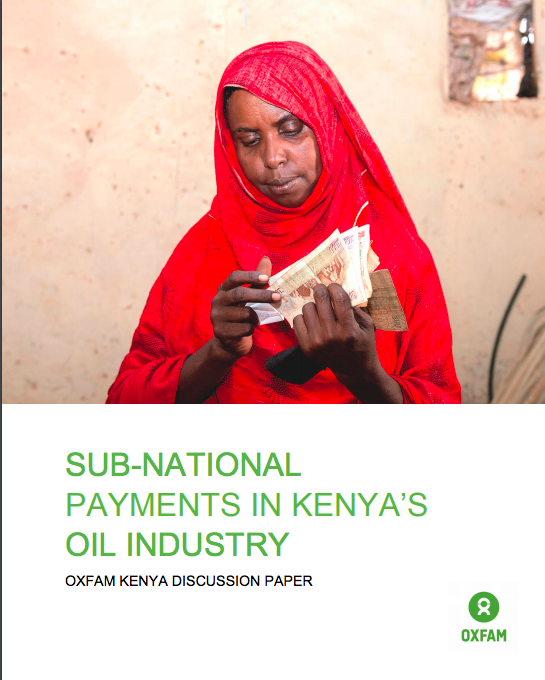 SUB-NATIONAL
PAYMENTS IN KENYA'S
OIL INDUSTRY
OXFAM KENYA DISCUSSION PAPER
OXFAM